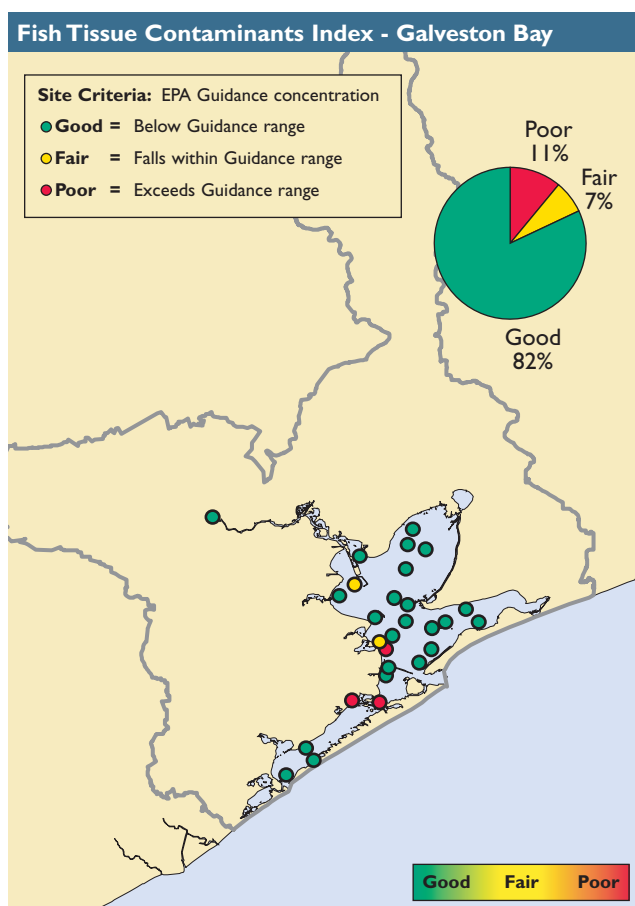 Fish Tissue Contaminants Index - Galveston Bay
Site Criteria: EPA Guidance concentration
Good = Below Guidance range
Fair = Falls within Guidance range
Poor = Exceeds Guidance range
Poor
11%
Fair
7%
Good
82%
Good Fair Poor